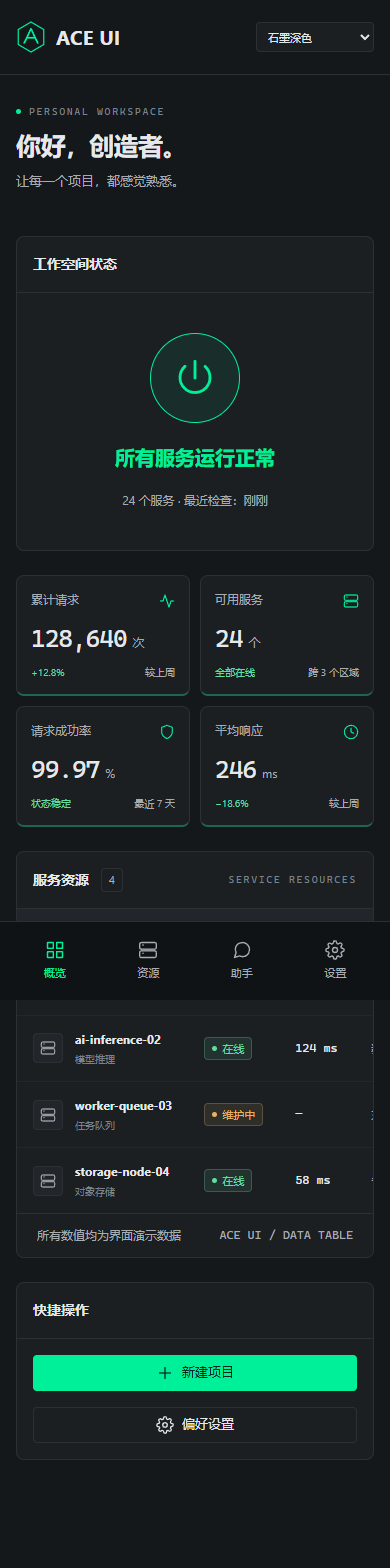 ACE UI
石墨深色
PERSONAL WORKSPACE
你好，创造者。
让每一个项目，都感觉熟悉。
工作空间状态
所有服务运行正常
24 个服务 · 最近检查：刚刚
累计请求
128,640 次
+12.8% 较上周
可用服务
24 个
全部在线 跨 3 个区域
请求成功率
99.97 %
状态稳定 最近 7 天
平均响应
246 ms
−18.6% 较上周
服务资源 4 SERVICE RESOURCES
概览 资源 助手 设置
ai-inference-02
模型推理
在线 124 ms
worker-queue-03
任务队列
维护中 —
storage-node-04
对象存储
在线 58 ms
所有数值均为界面演示数据 ACE UI / DATA TABLE
快捷操作
新建项目
偏好设置